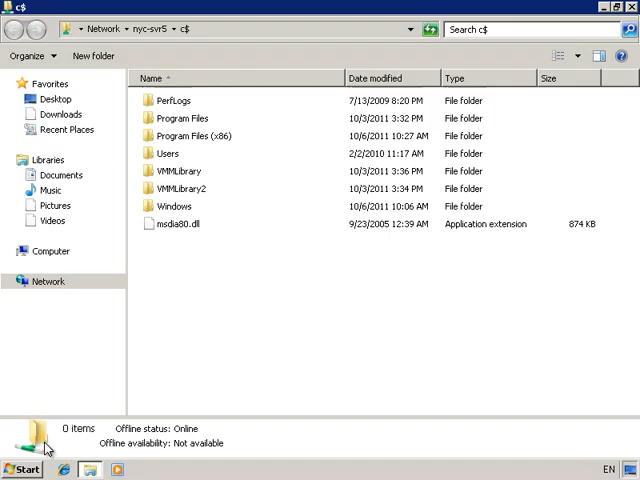 c$
Network
nyc-svr5
c$
Search c$
Organize
New folder
Name
Date modified
Type
Size
Favorites
Desktop
Downloads
Recent Places
Libraries
Documents
Music
Pictures
Videos
Computer
Network
PerfLogs 7/13/2009 8:20 PM File folder
Program Files 10/3/2011 3:32 PM File folder
Program Files (x86) 10/6/2011 10:27 AM File folder
Users 2/2/2010 11:17 AM File folder
VMMLibrary 10/3/2011 3:36 PM File folder
VMMLibrary2 10/3/2011 3:34 PM File folder
Windows 10/6/2011 10:06 AM File folder
msdia80.dll 9/23/2005 12:39 AM Application extension 874 KB
0 items Offline status: Online
Offline availability: Not available
Start
EN